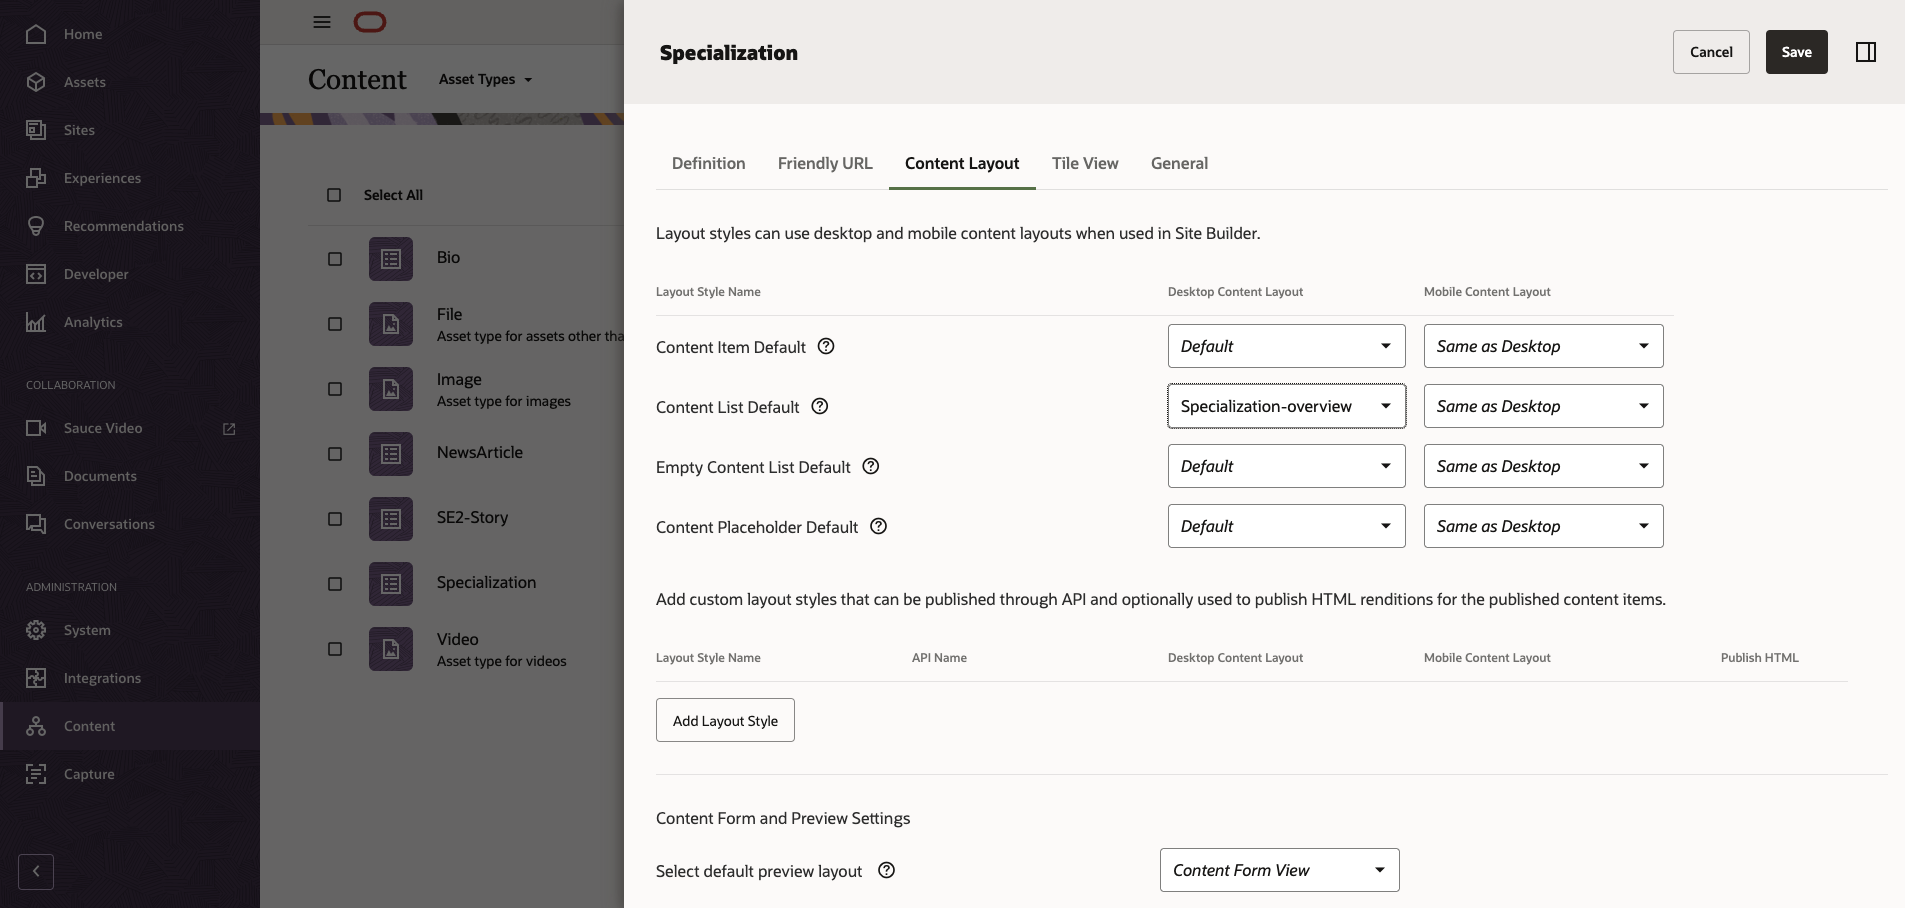 Home
Assets
Sites
Experiences
Recommendations
Developer
Analytics
COLLABORATION
Sauce Video
Documents
Conversations
ADMINISTRATION
System
Integrations
Content
Capture
Content Asset Types
Select All
Bio
File
Asset type for assets other tha
Image
Asset type for images
NewsArticle
SE2-Story
Specialization
Video
Asset type for videos
Specialization
Cancel Save
Definition Friendly URL Content Layout Tile View General
Layout styles can use desktop and mobile content layouts when used in Site Builder.
Layout Style Name Desktop Content Layout Mobile Content Layout
Content Item Default Default Same as Desktop
Content List Default Specialization-overview Same as Desktop
Empty Content List Default Default Same as Desktop
Content Placeholder Default Default Same as Desktop
Add custom layout styles that can be published through API and optionally used to publish HTML renditions for the published content items.
Layout Style Name API Name Desktop Content Layout Mobile Content Layout Publish HTML
Add Layout Style
Content Form and Preview Settings
Select default preview layout Content Form View